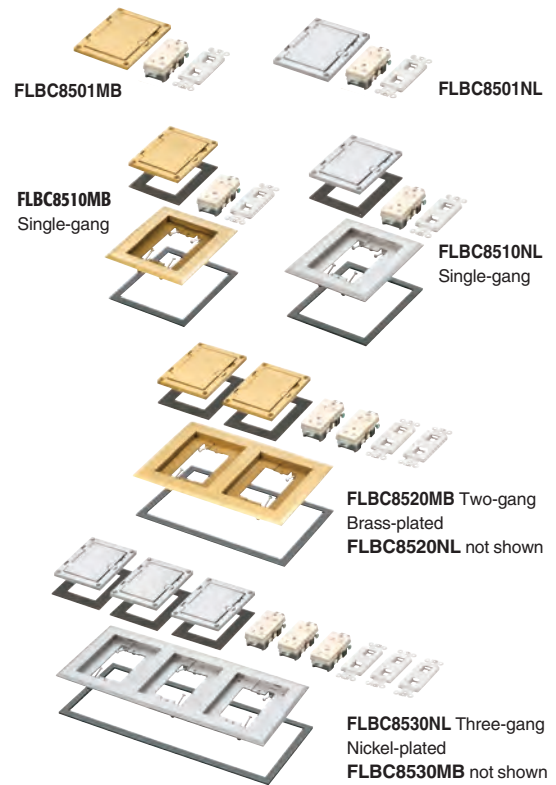 FLBC8501MB
FLBC8501NL
FLBC8510MB
Single-gang
FLBC8510NL
Single-gang
FLBC8520MB Two-gang
Brass-plated
FLBC8520NL not shown
FLBC8530NL Three-gang
Nickel-plated
FLBC8530MB not shown